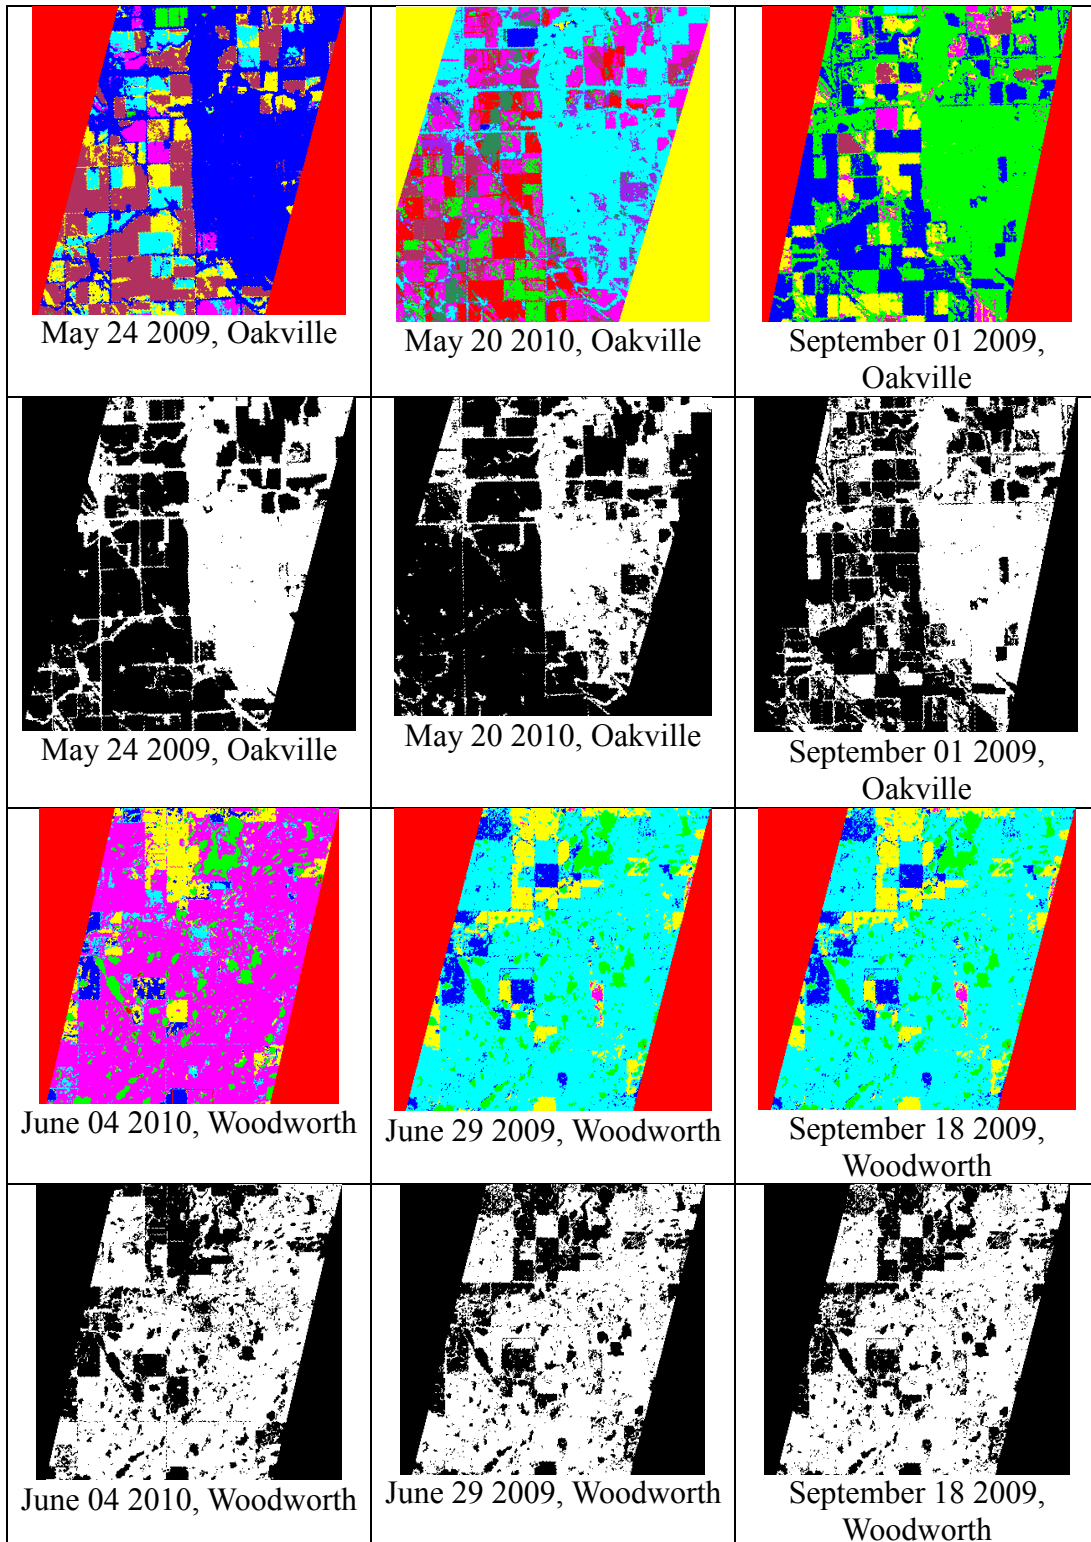 May 24 2009, Oakville
May 20 2010, Oakville
September 01 2009,
Oakville
May 24 2009, Oakville
May 20 2010, Oakville
September 01 2009,
Oakville
June 04 2010, Woodworth
June 29 2009, Woodworth
September 18 2009,
Woodworth
June 04 2010, Woodworth
June 29 2009, Woodworth
September 18 2009,
Woodworth